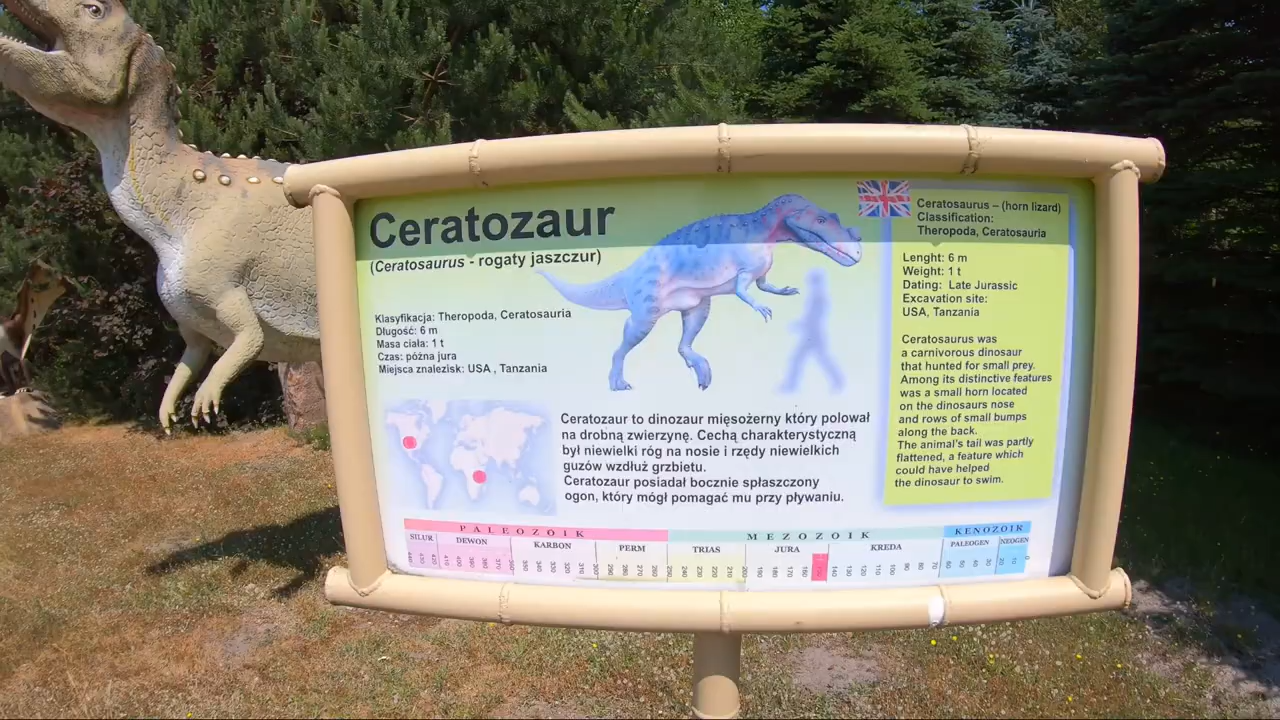 Ceratozaur
(Ceratosaurus - rogaty jaszczur)
Klasyfikacja: Theropoda, Ceratosauria
Długość: 6 m
Masa ciała: 1 t
Czas: późna jura
Miejsca znalezisk: USA , Tanzania
Ceratozaur to dinozaur mięsożerny który polował
na drobną zwierzynę. Cechą charakterystyczną
był niewielki róg na nosie i rzędy niewielkich
guzów wzdłuż grzbietu.
Ceratozaur posiadał bocznie spłaszczony
ogon, który mógł pomagać mu przy pływaniu.
Ceratosaurus – (horn lizard)
Classification:
Theropoda, Ceratosauria
Lenght: 6 m
Weight: 1 t
Dating: Late Jurassic
Excavation site:
USA, Tanzania
Ceratosaurus was
a carnivorous dinosaur
that hunted for small prey.
Among its distinctive features
was a small horn located
on the dinosaurs nose
and rows of small bumps
along the back.
The animal's tail was partly
flattened, a feature which
could have helped
the dinosaur to swim.
PALEOZOIK MEZOZOIK KENOZOIK
SILUR DEWON KARBON PERM TRIAS JURA KREDA PALEOGEN NEOGEN